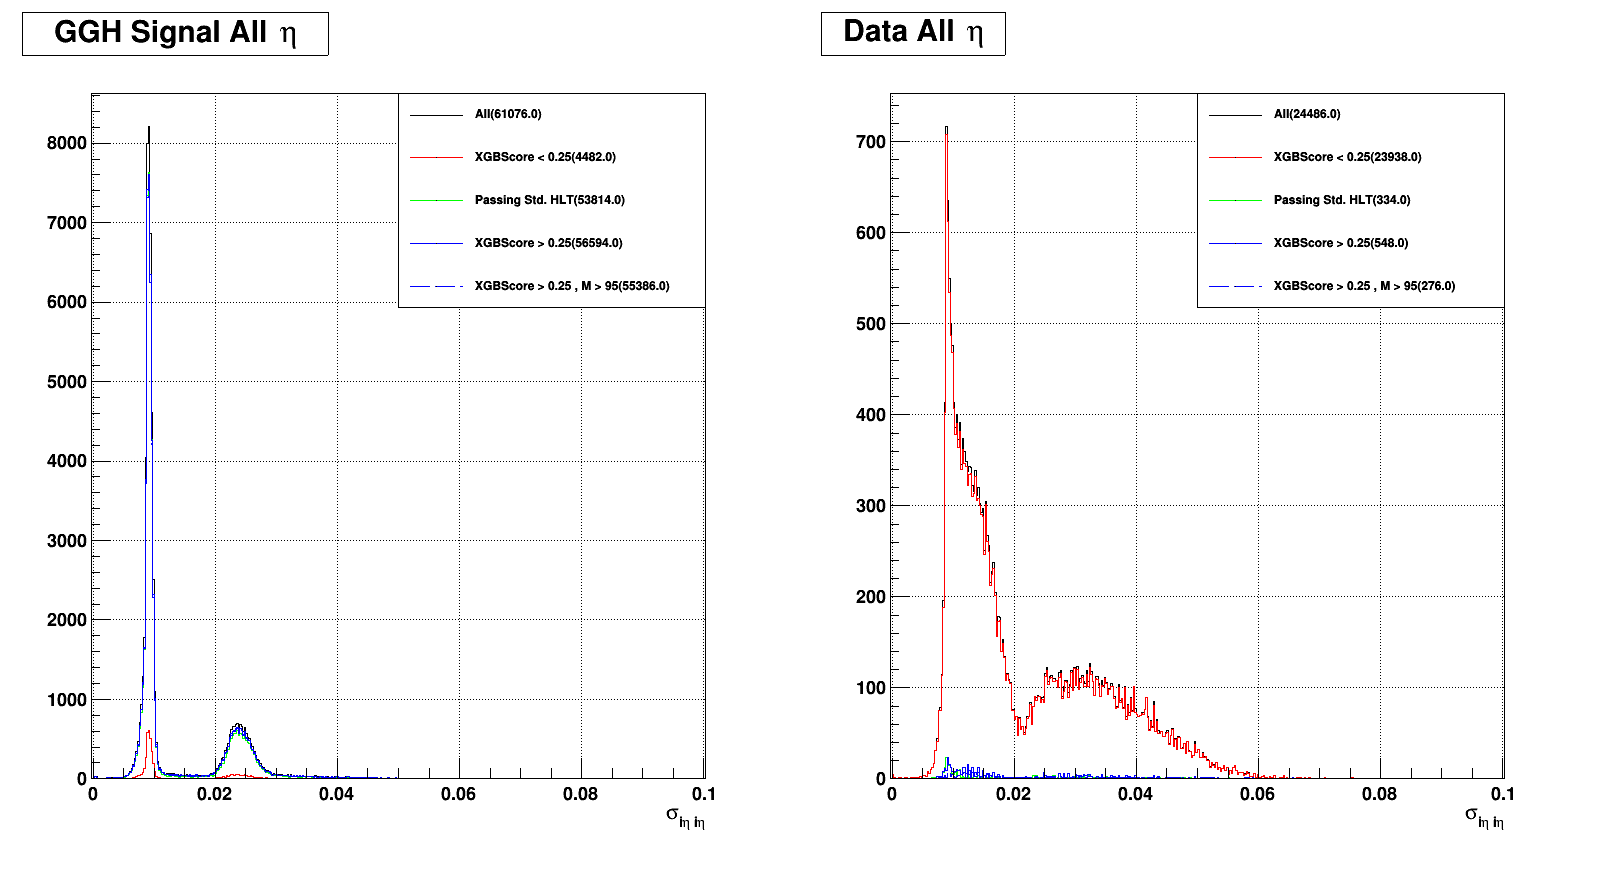 GGH Signal All η
All(61076.0)
XGBScore < 0.25(4482.0)
Passing Std. HLT(53814.0)
XGBScore > 0.25(56594.0)
XGBScore > 0.25 , M > 95(55386.0)
8000
7000
6000
5000
4000
3000
2000
1000
0
0 0.02 0.04 0.06 0.08 0.1
σiη iη
Data All η
All(24486.0)
XGBScore < 0.25(23938.0)
Passing Std. HLT(334.0)
XGBScore > 0.25(548.0)
XGBScore > 0.25 , M > 95(276.0)
700
600
500
400
300
200
100
0
0 0.02 0.04 0.06 0.08 0.1
σiη iη